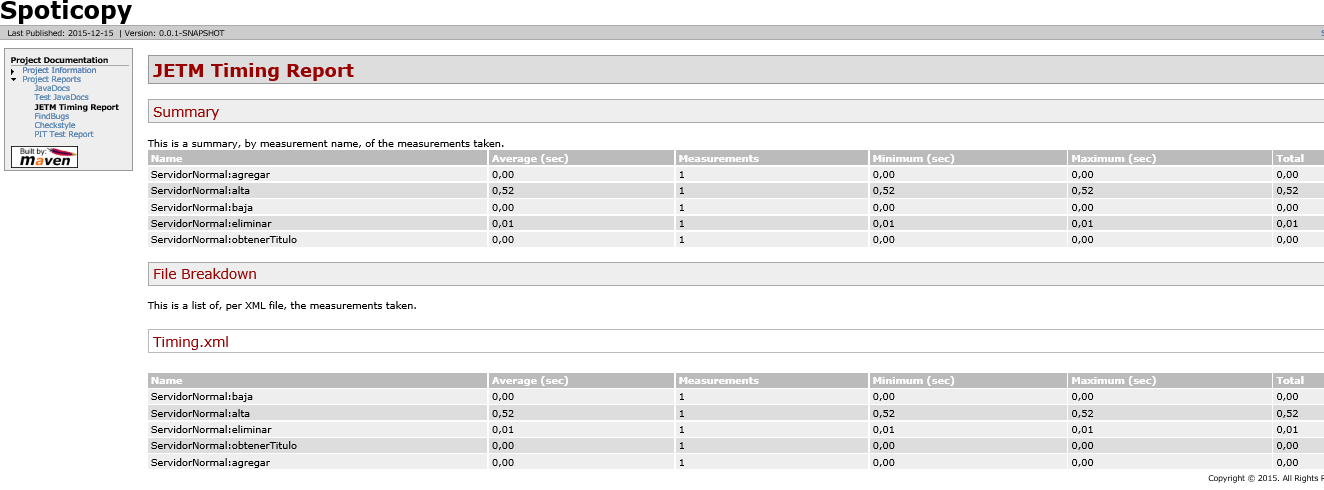 Spoticopy
Last Published: 2015-12-15 | Version: 0.0.1-SNAPSHOT
Project Documentation
Project Information
Project Reports
JavaDocs
Test JavaDocs
JETM Timing Report
FindBugs
Checkstyle
PIT Test Report
Built by:
maven
JETM Timing Report
Summary
This is a summary, by measurement name, of the measurements taken.
Name Average (sec) Measurements Minimum (sec) Maximum (sec) Total
ServidorNormal:agregar 0,00 1 0,00 0,00 0,00
ServidorNormal:alta 0,52 1 0,52 0,52 0,52
ServidorNormal:baja 0,00 1 0,00 0,00 0,00
ServidorNormal:eliminar 0,01 1 0,01 0,01 0,01
ServidorNormal:obtenerTitulo 0,00 1 0,00 0,00 0,00
File Breakdown
This is a list of, per XML file, the measurements taken.
Timing.xml
Name Average (sec) Measurements Minimum (sec) Maximum (sec) Total
ServidorNormal:baja 0,00 1 0,00 0,00 0,00
ServidorNormal:alta 0,52 1 0,52 0,52 0,52
ServidorNormal:eliminar 0,01 1 0,01 0,01 0,01
ServidorNormal:obtenerTitulo 0,00 1 0,00 0,00 0,00
ServidorNormal:agregar 0,00 1 0,00 0,00 0,00
Copyright © 2015. All Rights